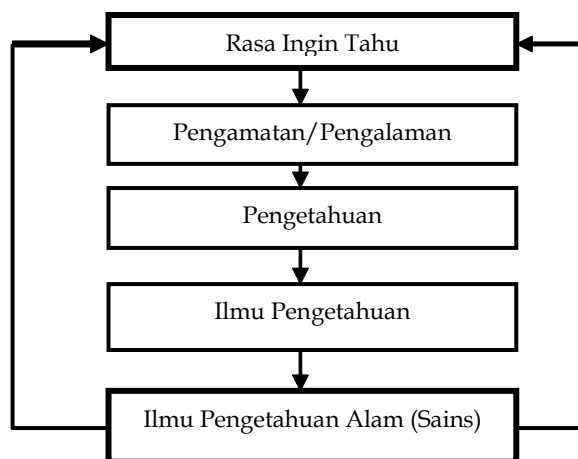 Rasa Ingin Tahu
Pengamatan/Pengalaman
Pengetahuan
Ilmu Pengetahuan
Ilmu Pengetahuan Alam (Sains)